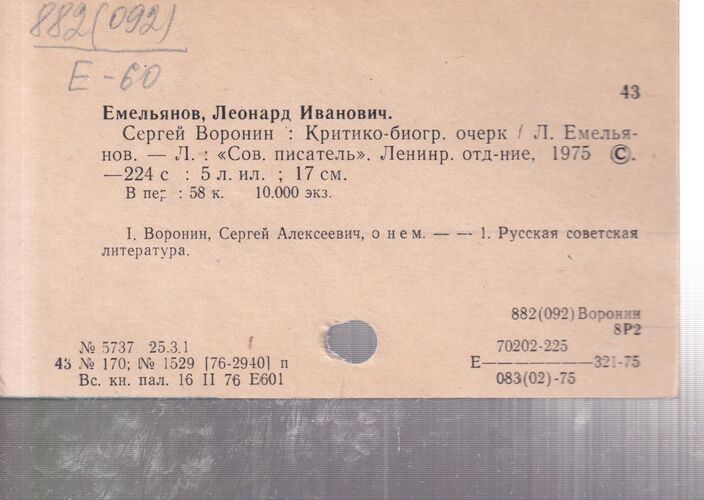 882(092)
Е-60
43
Емельянов, Леонард Иванович.
Сергей Воронин : Критико-биогр. очерк / Л. Емелья-
нов. — Л. : «Сов. писатель». Ленинр. отд-ние, 1975 ©.
—224 с : 5 л. ил. ; 17 см.
В пер : 58 к. 10.000 экз.
I. Воронин, Сергей Алексеевич, о нем. — — 1. Русская советская
литература.
882(092) Воронин
8Р2
№ 5737 25.3.1
43 № 170; № 1529 [76-2940] п
Вс. кн. пал. 16 II 76 Е601
70202-225
Е——————321-75
083(02)-75